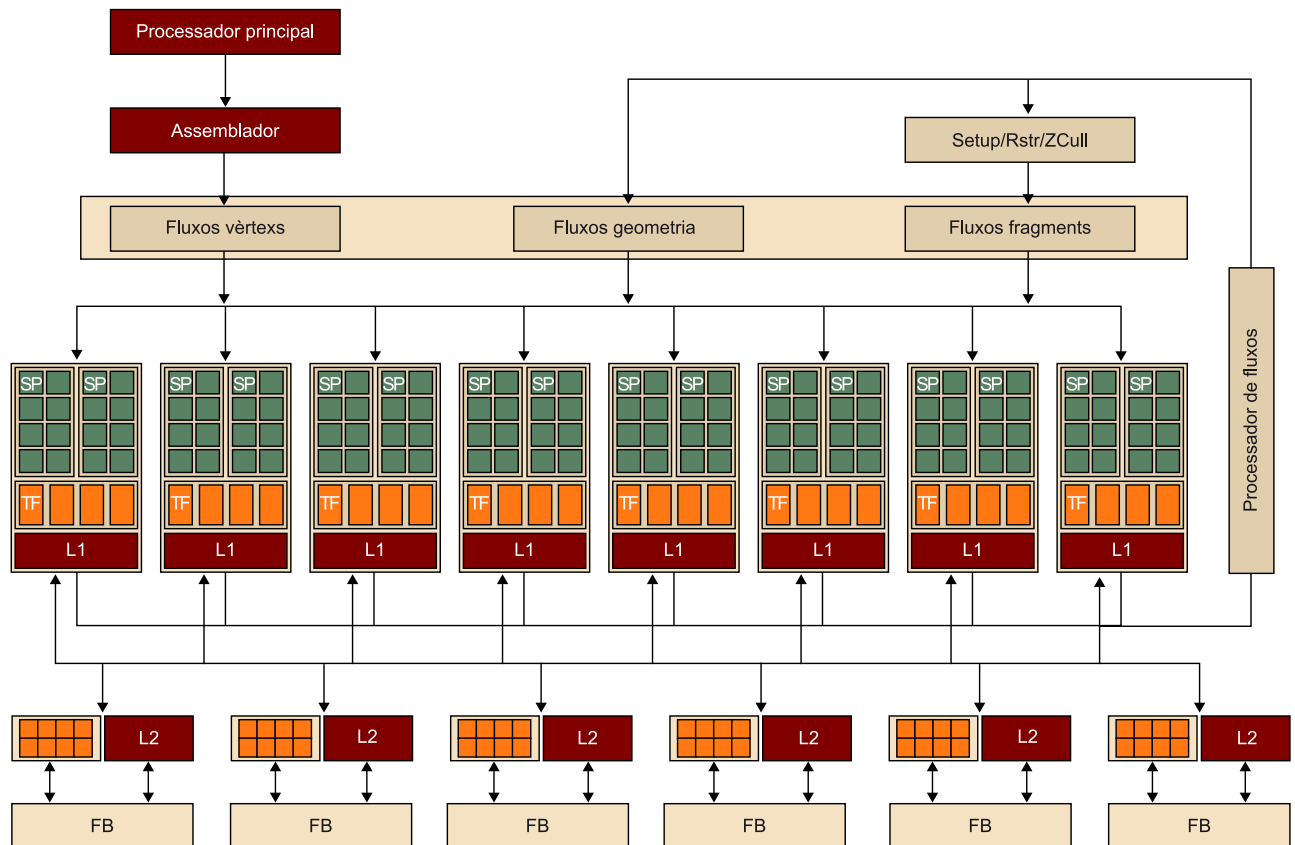 Processador principal
Assemblador
Setup/Rstr/ZCull
Fluxos vèrtexs
Fluxos geometria
Fluxos fragments
Processador de fluxos
SP SP SP SP SP SP SP SP SP SP SP SP SP SP SP SP
TF TF TF TF TF TF TF TF
L1 L1 L1 L1 L1 L1 L1 L1
L2 L2 L2 L2 L2 L2
FB FB FB FB FB FB